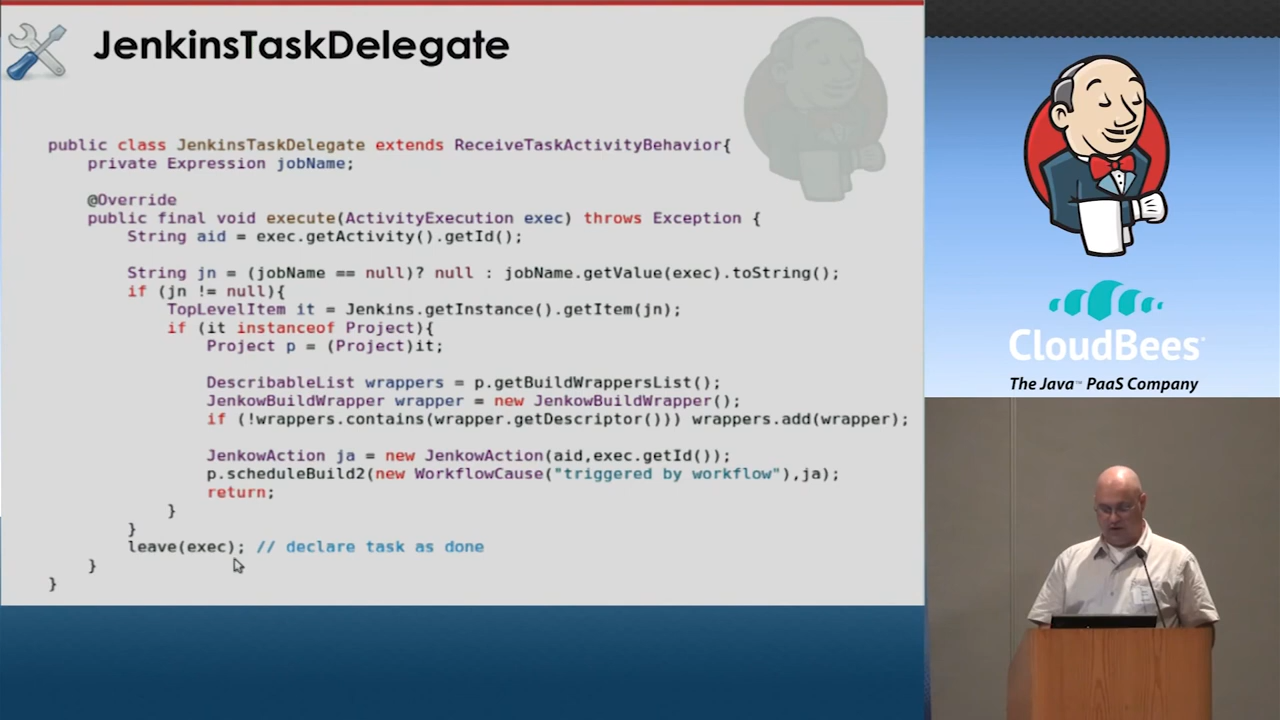 JenkinsTaskDelegate
public class JenkinsTaskDelegate extends ReceiveTaskActivityBehavior{
private Expression jobName;
@Override
public final void execute(ActivityExecution exec) throws Exception {
String aid = exec.getActivity().getId();
String jn = (jobName == null)? null : jobName.getValue(exec).toString();
if (jn != null){
TopLevelItem it = Jenkins.getInstance().getItem(jn);
if (it instanceof Project){
Project p = (Project)it;
DescribableList wrappers = p.getBuildWrappersList();
JenkowBuildWrapper wrapper = new JenkowBuildWrapper();
if (!wrappers.contains(wrapper.getDescriptor())) wrappers.add(wrapper);
JenkowAction ja = new JenkowAction(aid,exec.getId());
p.scheduleBuild2(new WorkflowCause("triggered by workflow"),ja);
return;
}
}
leave(exec); // declare task as done
}
}
CloudBees
The Java™ PaaS Company